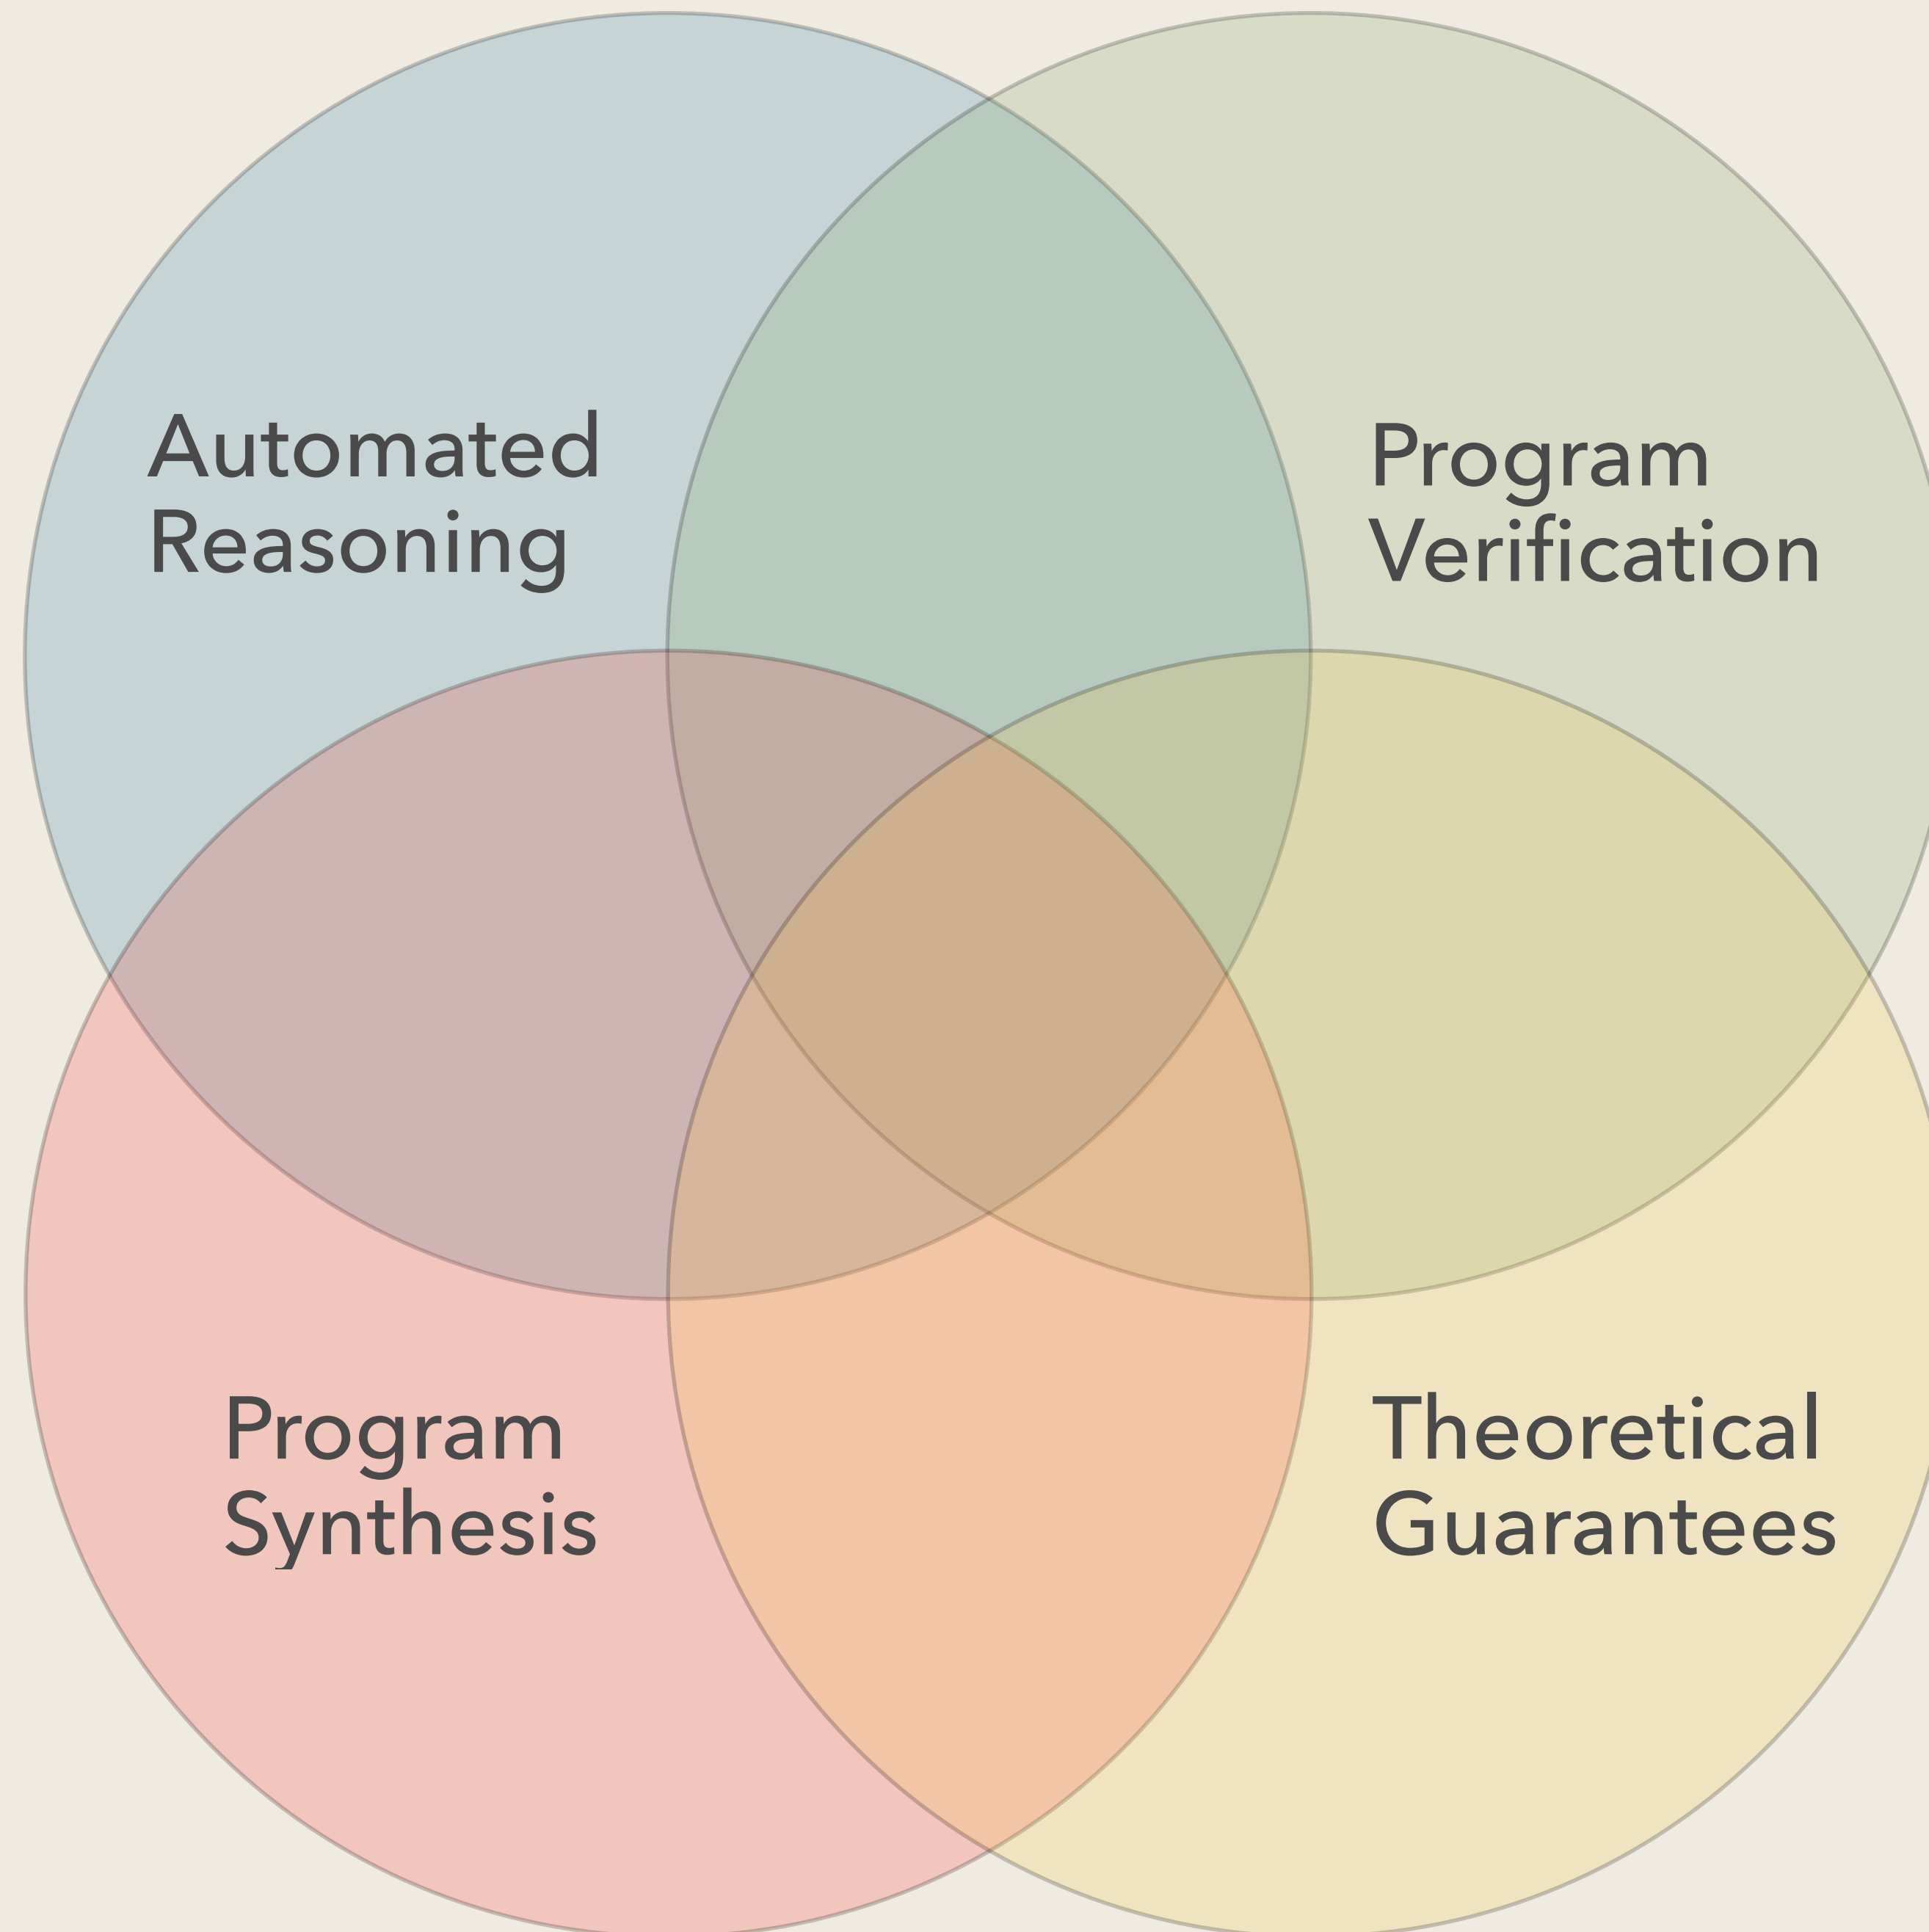 Automated
Reasoning
Program
Verification
Program
Synthesis
Theoretical
Guarantees